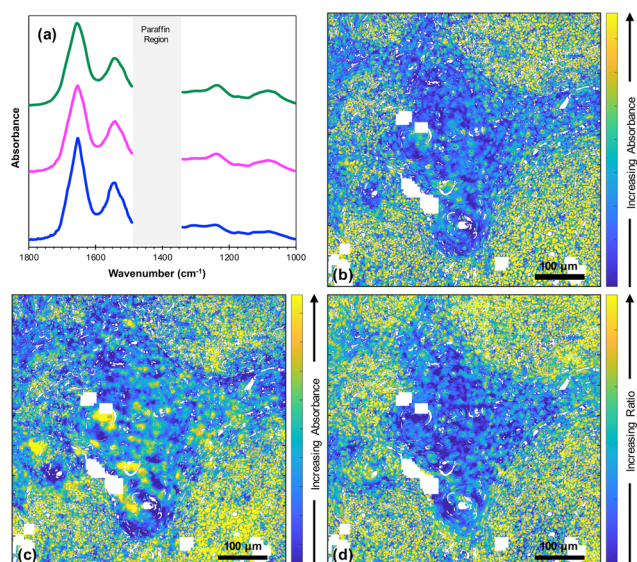 (a)
Paraffin
Region
Absorbance
1800
1600
1400
1200
1000
Wavenumber (cm⁻¹)
(b)
100 µm
Increasing Absorbance
(c)
100 µm
Increasing Absorbance
(d)
100 µm
Increasing Ratio